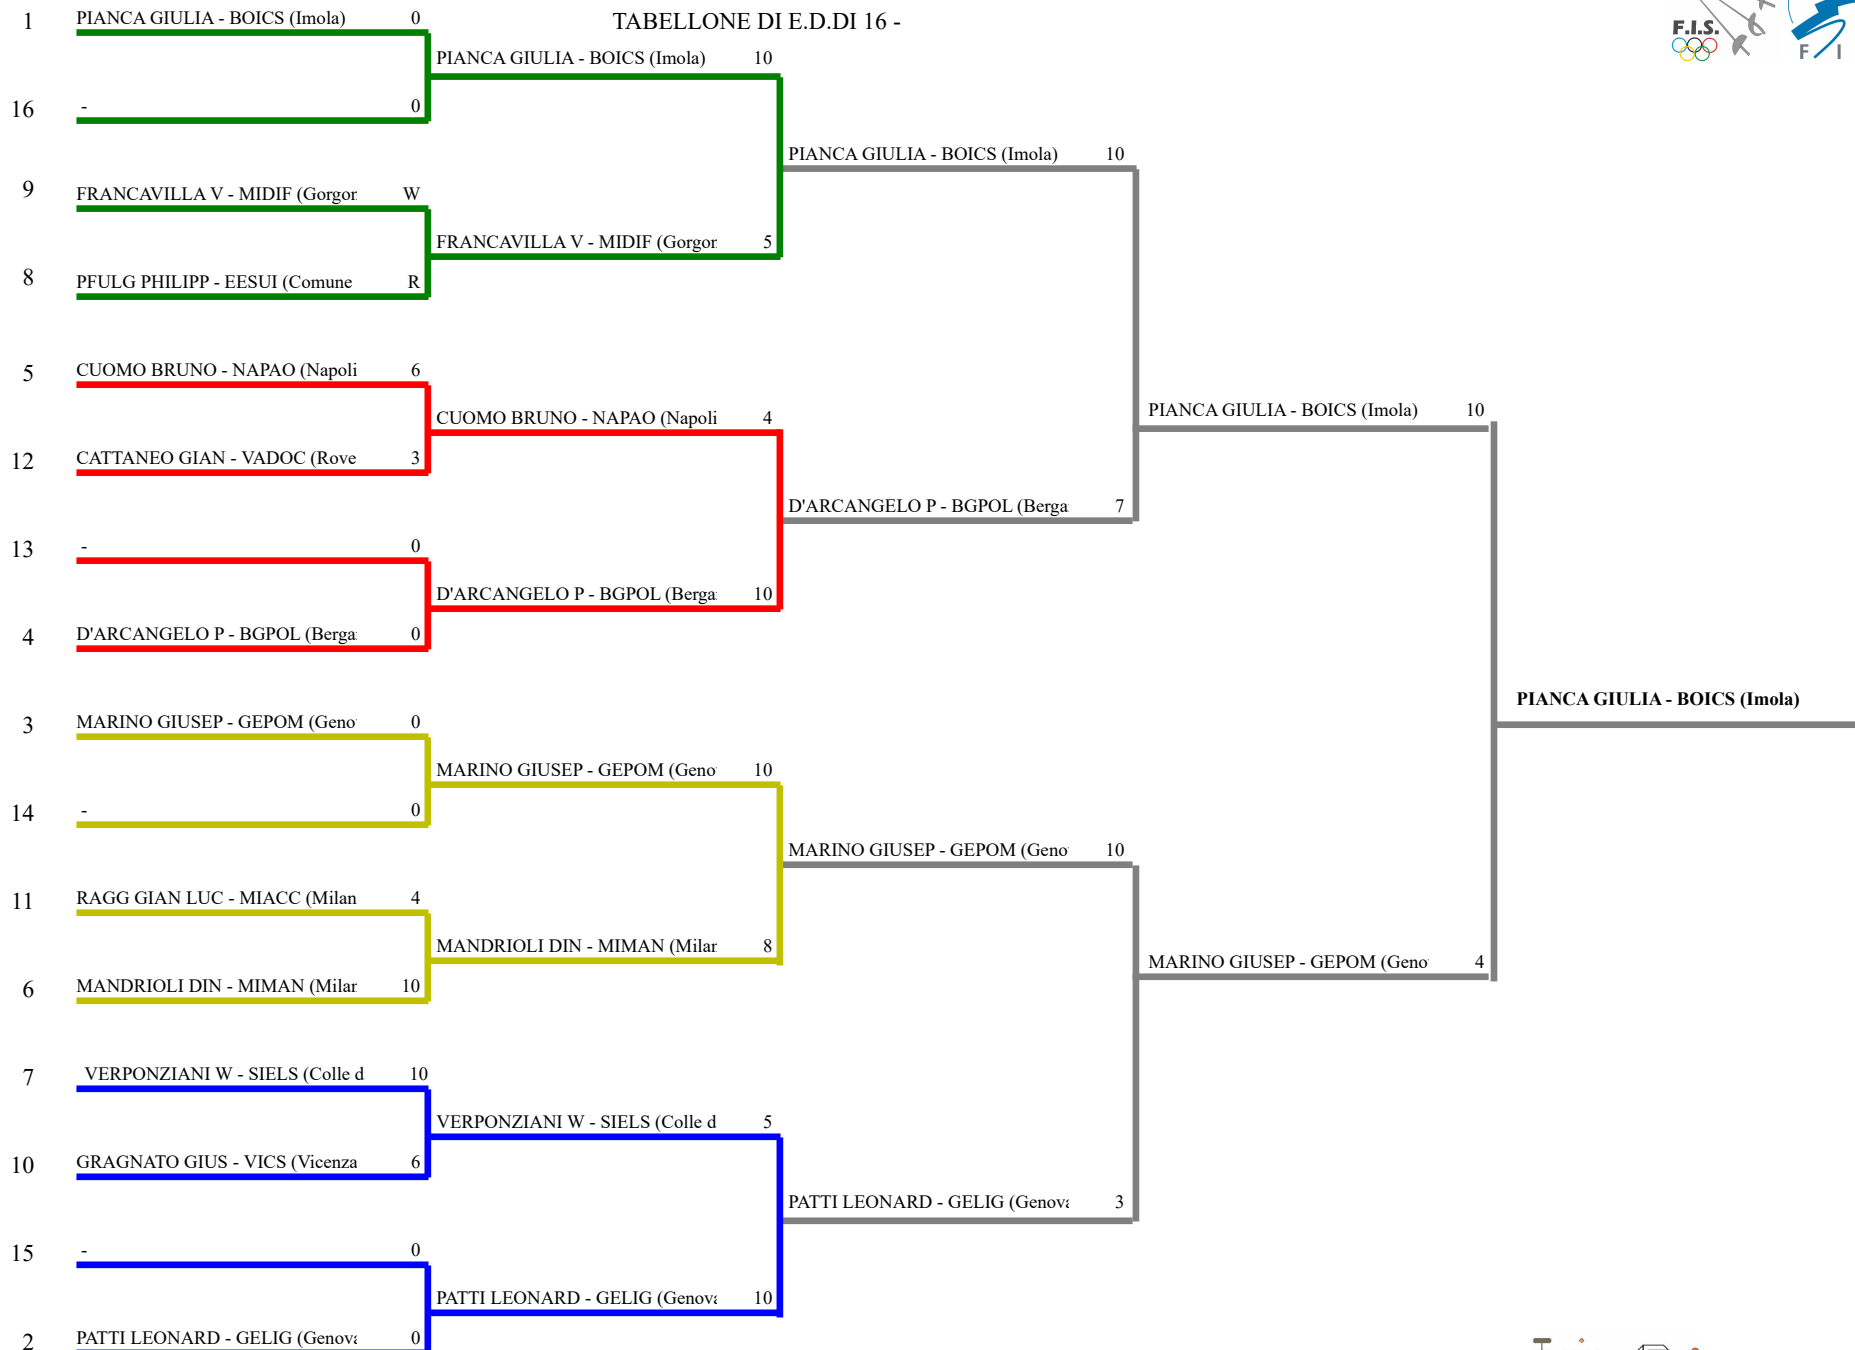 TABELLONE DI E.D.DI 16 -
F.I.S.
F I
1 PIANCA GIULIA - BOICS (Imola) 0
PIANCA GIULIA - BOICS (Imola) 10
16 - 0
PIANCA GIULIA - BOICS (Imola) 10
9 FRANCAVILLA V - MIDIF (Gorgor W
FRANCAVILLA V - MIDIF (Gorgor 5
8 PFULG PHILIPP - EESUI (Comune R
5 CUOMO BRUNO - NAPAO (Napoli 6
CUOMO BRUNO - NAPAO (Napoli 4
PIANCA GIULIA - BOICS (Imola) 10
12 CATTANEO GIAN - VADOC (Rove 3
D'ARCANGELO P - BGPOL (Berga 7
13 - 0
D'ARCANGELO P - BGPOL (Berga 10
4 D'ARCANGELO P - BGPOL (Berga 0
PIANCA GIULIA - BOICS (Imola)
3 MARINO GIUSEP - GEPOM (Geno 0
MARINO GIUSEP - GEPOM (Geno 10
14 - 0
MARINO GIUSEP - GEPOM (Geno 10
11 RAGG GIAN LUC - MIACC (Milan 4
MANDRIOLI DIN - MIMAN (Milar 8
MARINO GIUSEP - GEPOM (Geno 4
6 MANDRIOLI DIN - MIMAN (Milar 10
7 VERPONZIANI W - SIELS (Colle d 10
VERPONZIANI W - SIELS (Colle d 5
10 GRAGNATO GIUS - VICS (Vicenza 6
PATTI LEONARD - GELIG (Genova 3
15 - 0
PATTI LEONARD - GELIG (Genova 10
2 PATTI LEONARD - GELIG (Genova 0